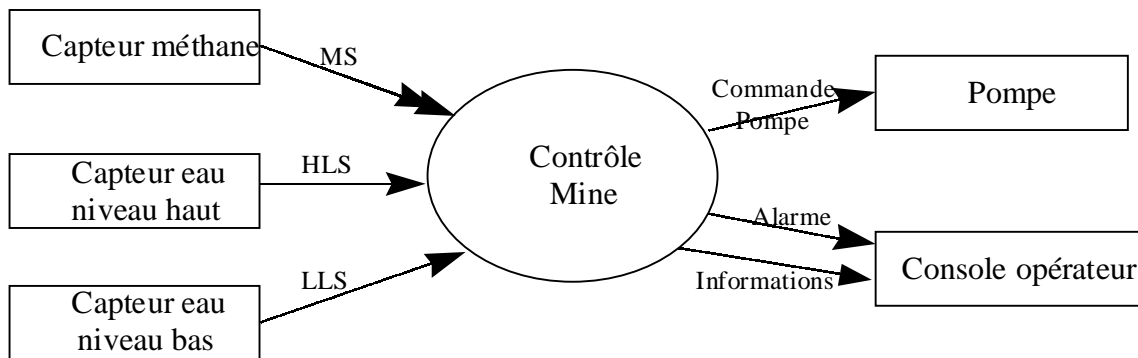 Capteur méthane
MS
Commande
Pompe
Pompe
Capteur eau
niveau haut
HLS
Contrôle
Mine
Alarme
Console opérateur
Informations
Capteur eau
niveau bas
LLS